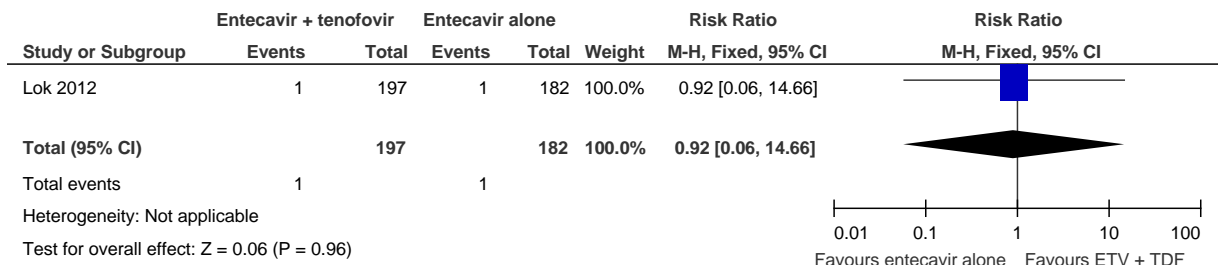 Entecavir + tenofovir Entecavir alone Risk Ratio Risk Ratio
Study or Subgroup Events Total Events Total Weight M-H, Fixed, 95% CI M-H, Fixed, 95% CI
Lok 2012 1 197 1 182 100.0% 0.92 [0.06, 14.66]
Total (95% CI) 197 182 100.0% 0.92 [0.06, 14.66]
Total events 1 1
Heterogeneity: Not applicable
Test for overall effect: Z = 0.06 (P = 0.96)
0.01 0.1 1 10 100
Favours entecavir alone Favours ETV + TDF